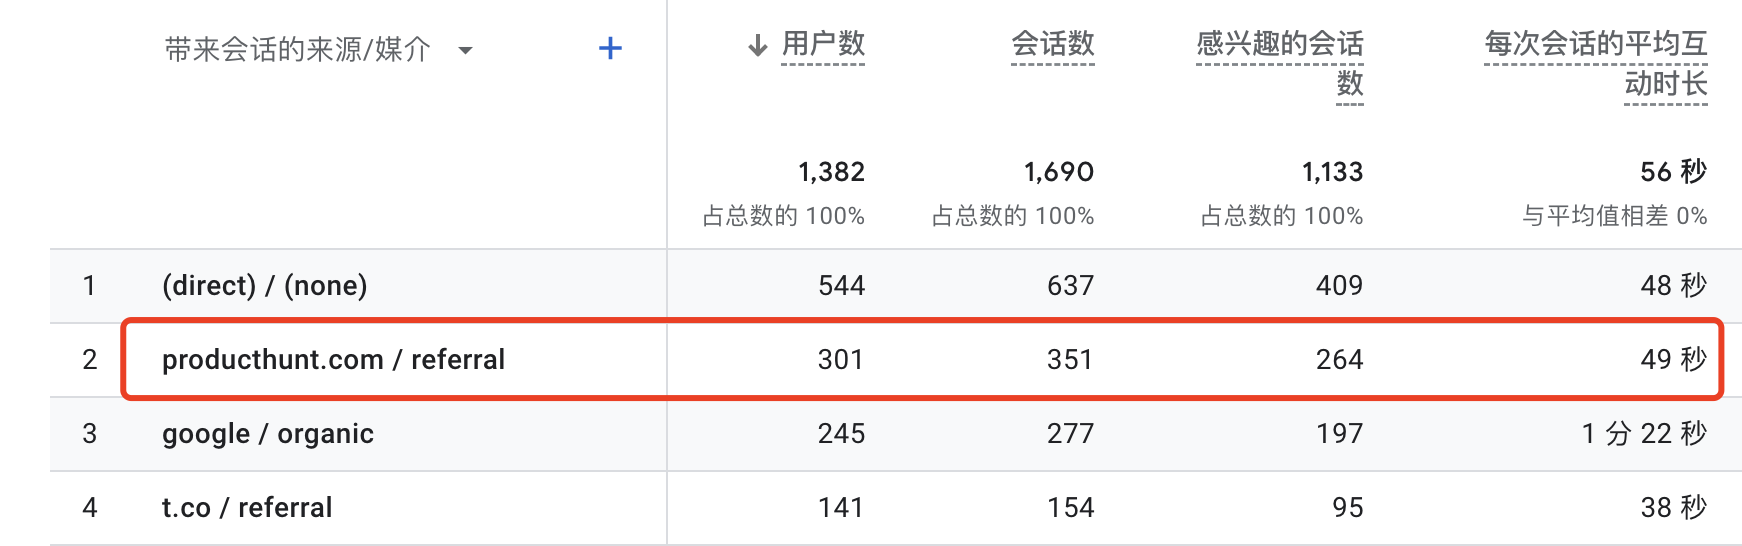 带来会话的来源/媒介 + ↓ 用户数 会话数 感兴趣的会话数 每次会话的平均互动时长
1,382 1,690 1,133 56 秒
占总数的 100% 占总数的 100% 占总数的 100% 与平均值相差 0%
1 (direct) / (none) 544 637 409 48 秒
2 producthunt.com / referral 301 351 264 49 秒
3 google / organic 245 277 197 1 分 22 秒
4 t.co / referral 141 154 95 38 秒